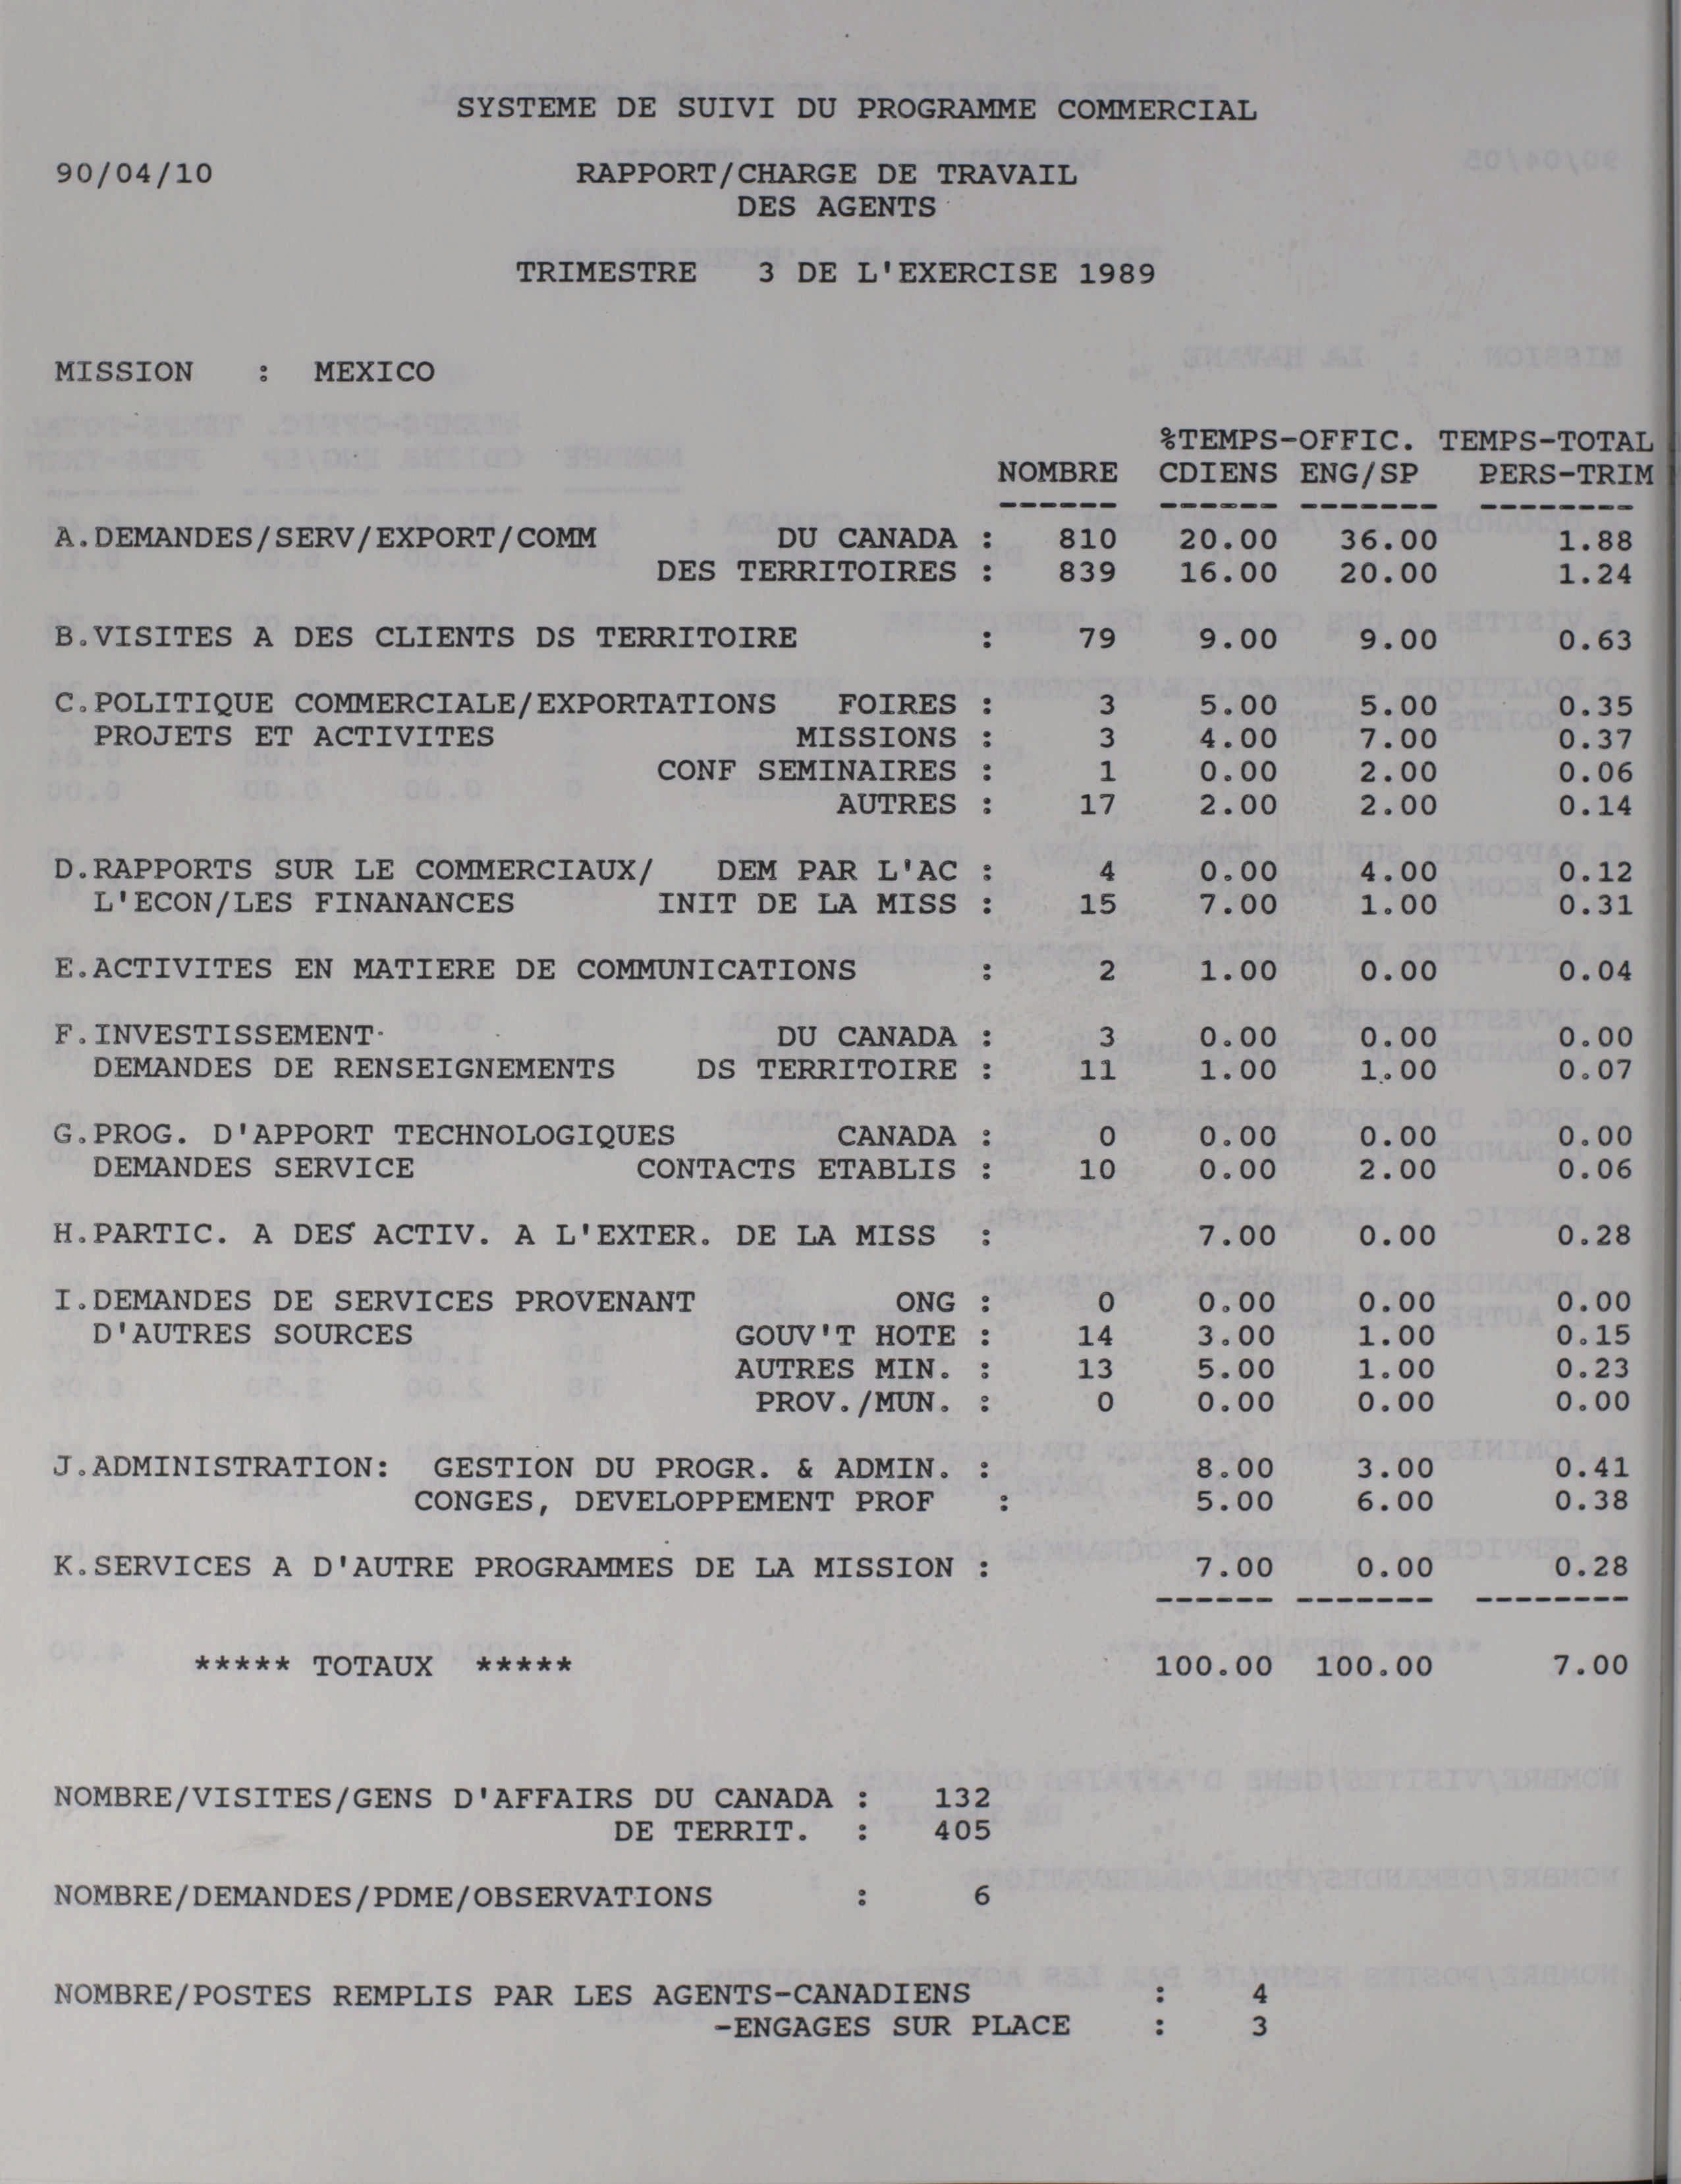 SYSTEME DE SUIVI DU PROGRAMME COMMERCIAL
90/04/10 RAPPORT/CHARGE DE TRAVAIL
DES AGENTS
TRIMESTRE 3 DE L'EXERCISE 1989
MISSION : MEXICO
%TEMPS-OFFIC. TEMPS-TOTAL
NOMBRE CDIENS ENG/SP PERS-TRIM
------ ------ ------- --------
A.DEMANDES/SERV/EXPORT/COMM DU CANADA : 810 20.00 36.00 1.88
DES TERRITOIRES : 839 16.00 20.00 1.24
B.VISITES A DES CLIENTS DS TERRITOIRE : 79 9.00 9.00 0.63
C.POLITIQUE COMMERCIALE/EXPORTATIONS FOIRES : 3 5.00 5.00 0.35
PROJETS ET ACTIVITES MISSIONS : 3 4.00 7.00 0.37
CONF SEMINAIRES : 1 0.00 2.00 0.06
AUTRES : 17 2.00 2.00 0.14
D.RAPPORTS SUR LE COMMERCIAUX/ DEM PAR L'AC : 4 0.00 4.00 0.12
L'ECON/LES FINANANCES INIT DE LA MISS : 15 7.00 1.00 0.31
E.ACTIVITES EN MATIERE DE COMMUNICATIONS : 2 1.00 0.00 0.04
F.INVESTISSEMENT DU CANADA : 3 0.00 0.00 0.00
DEMANDES DE RENSEIGNEMENTS DS TERRITOIRE : 11 1.00 1.00 0.07
G.PROG. D'APPORT TECHNOLOGIQUES CANADA : 0 0.00 0.00 0.00
DEMANDES SERVICE CONTACTS ETABLIS : 10 0.00 2.00 0.06
H.PARTIC. A DES ACTIV. A L'EXTER. DE LA MISS : 7.00 0.00 0.28
I.DEMANDES DE SERVICES PROVENANT ONG : 0 0.00 0.00 0.00
D'AUTRES SOURCES GOUV'T HOTE : 14 3.00 1.00 0.15
AUTRES MIN. : 13 5.00 1.00 0.23
PROV./MUN. : 0 0.00 0.00 0.00
J.ADMINISTRATION: GESTION DU PROGR. & ADMIN. : 8.00 3.00 0.41
CONGES, DEVELOPPEMENT PROF : 5.00 6.00 0.38
K.SERVICES A D'AUTRE PROGRAMMES DE LA MISSION : 7.00 0.00 0.28
------ ------- --------
***** TOTAUX ***** 100.00 100.00 7.00
NOMBRE/VISITES/GENS D'AFFAIRS DU CANADA : 132
DE TERRIT. : 405
NOMBRE/DEMANDES/PDME/OBSERVATIONS : 6
NOMBRE/POSTES REMPLIS PAR LES AGENTS-CANADIENS : 4
-ENGAGES SUR PLACE : 3